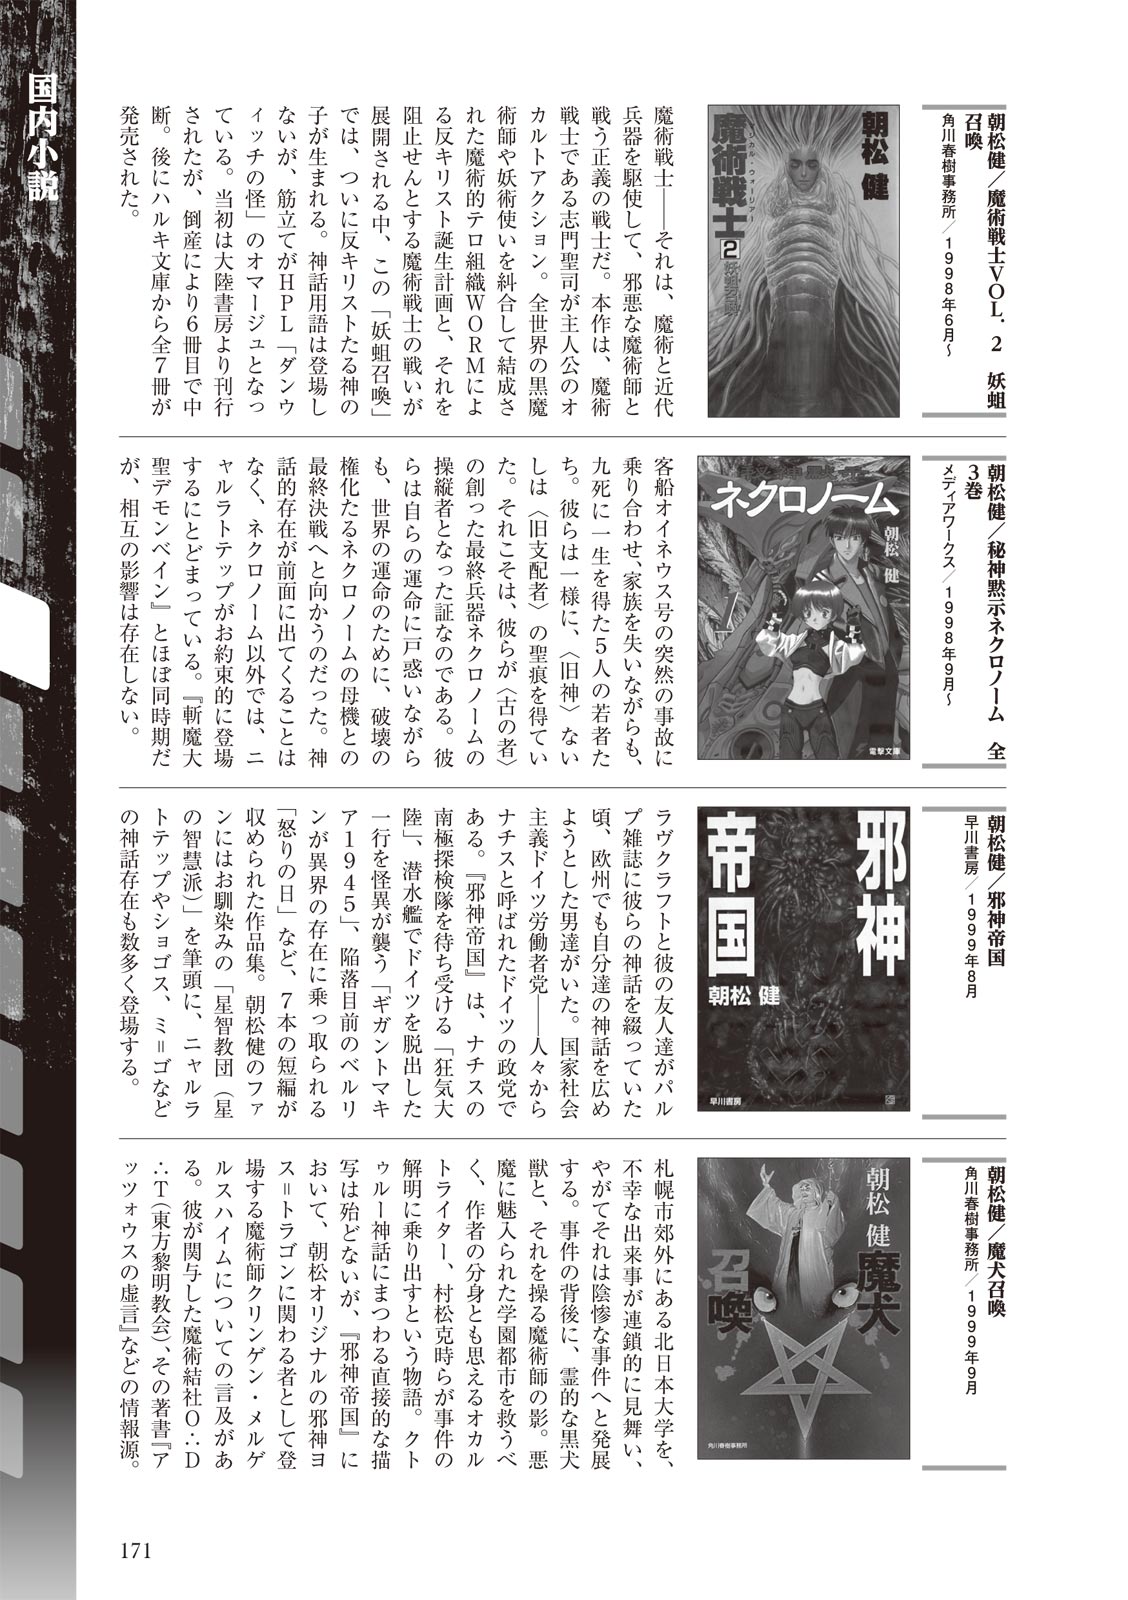 国内小説
朝松健／魔術戦士VOL.2　妖蛆
召喚
角川春樹事務所／1998年6月～
朝松 健
マジカル・ウォーリアー
魔術戦士
2
妖蛆召喚
魔術戦士――それは、魔術と近代
兵器を駆使して、邪悪な魔術師と
戦う正義の戦士だ。本作は、魔術
戦士である志門聖司が主人公のオ
カルトアクション。全世界の黒魔
術師や妖術使いを糾合して結成さ
れた魔術的テロ組織WORMによ
る反キリスト誕生計画と、それを
阻止せんとする魔術戦士の戦いが
展開される中、この「妖蛆召喚」
では、ついに反キリストたる神の
子が生まれる。神話用語は登場し
ないが、筋立てがHPL「ダンウ
ィッチの怪」のオマージュとなっ
ている。当初は大陸書房より刊行
されたが、倒産により6冊目で中
断。後にハルキ文庫から全7冊が
発売された。
朝松健／秘神黙示ネクロノーム　全
3巻
メディアワークス／1998年9月～
ネクロノーム
朝松 健
1
電撃文庫
客船オイネウス号の突然の事故に
乗り合わせ、家族を失いながらも、
九死に一生を得た5人の若者た
ち。彼らは一様に、〈旧神〉ない
しは〈旧支配者〉の聖痕を得てい
た。それこそは、彼らが〈古の者〉
の創った最終兵器ネクロノームの
操縦者となった証なのである。彼
らは自らの運命に戸惑いながら
も、世界の運命のために、破壊の
権化たるネクロノームの母機との
最終決戦へと向かうのだった。神
話的存在が前面に出てくることは
なく、ネクロノーム以外では、ニ
ャルラトテップがお約束的に登場
するにとどまっている。『斬魔大
聖デモンベイン』とほぼ同時期だ
が、相互の影響は存在しない。
朝松健／邪神帝国
早川書房／1999年8月
邪神
帝国
朝松 健
早川書房
ラヴクラフトと彼の友人達がパル
プ雑誌に彼らの神話を綴っていた
頃、欧州でも自分達の神話を広め
ようとした男達がいた。国家社会
主義ドイツ労働者党――人々から
ナチスと呼ばれたドイツの政党で
ある。『邪神帝国』は、ナチスの
南極探検隊を待ち受ける「狂気大
陸」、潜水艦でドイツを脱出した
一行を怪異が襲う「ギガントマキ
ア1945」、陥落目前のベルリ
ンが異界の存在に乗っ取られる
「怒りの日」など、7本の短編が
収められた作品集。朝松健のファ
ンにはお馴染みの「星智教団（星
の智慧派）」を筆頭に、ニャルラ
トテップやショゴス、ミ＝ゴなど
の神話存在も数多く登場する。
朝松健／魔犬召喚
角川春樹事務所／1999年9月
朝松 健
魔犬
召喚
角川春樹事務所
札幌市郊外にある北日本大学を、
不幸な出来事が連鎖的に見舞い、
やがてそれは陰惨な事件へと発展
する。事件の背後に、霊的な黒犬
獣と、それを操る魔術師の影。悪
魔に魅入られた学園都市を救うべ
く、作者の分身とも思えるオカル
トライター、村松克時らが事件の
解明に乗り出すという物語。クト
ゥルー神話にまつわる直接的な描
写は殆どないが、『邪神帝国』に
おいて、朝松オリジナルの邪神ヨ
ス＝トラゴンに関わる者として登
場する魔術師クリンゲン・メルゲ
ルスハイムについての言及があ
る。彼が関与した魔術結社O∴D
∴T（東方黎明教会）、その著書『ア
ッツォウスの虚言』などの情報源。
171